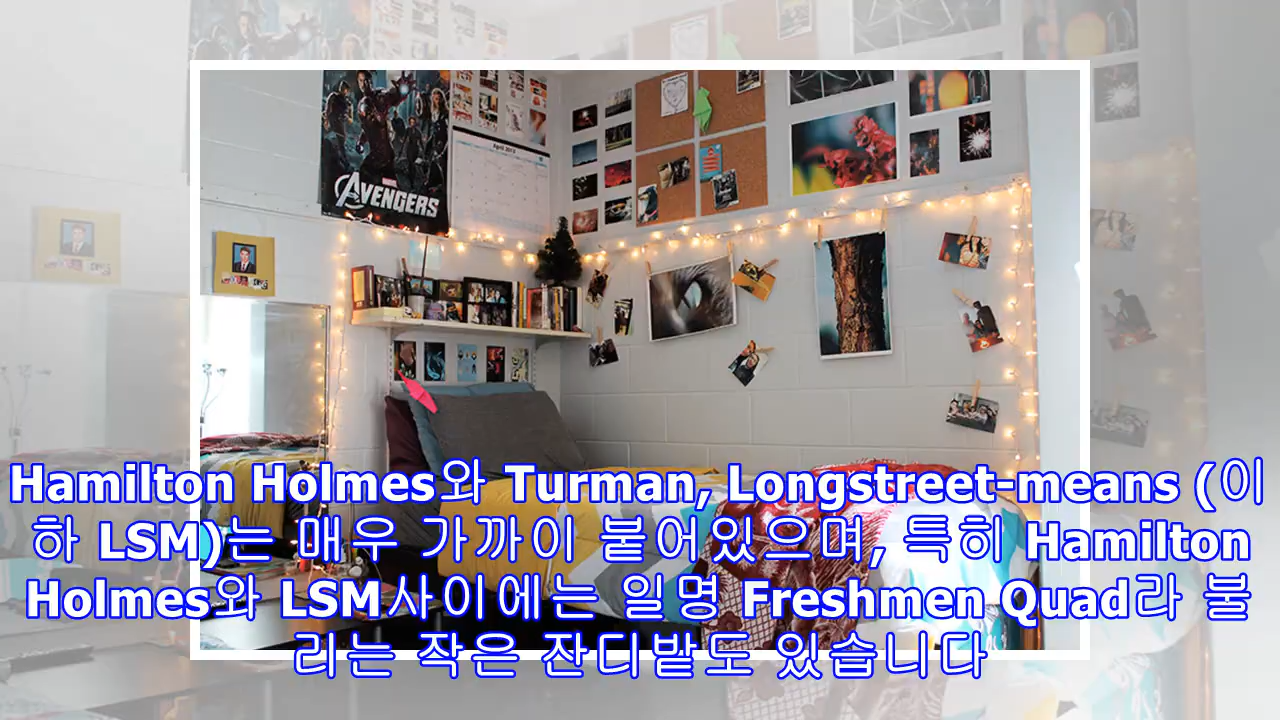 MARVEL
AVENGERS
April 2013
Hamilton Holmes와 Turman, Longstreet-means (이
하 LSM)는 매우 가까이 붙어있으며, 특히 Hamilton
Holmes와 LSM사이에는 일명 Freshmen Quad라 불
리는 작은 잔디밭도 있습니다